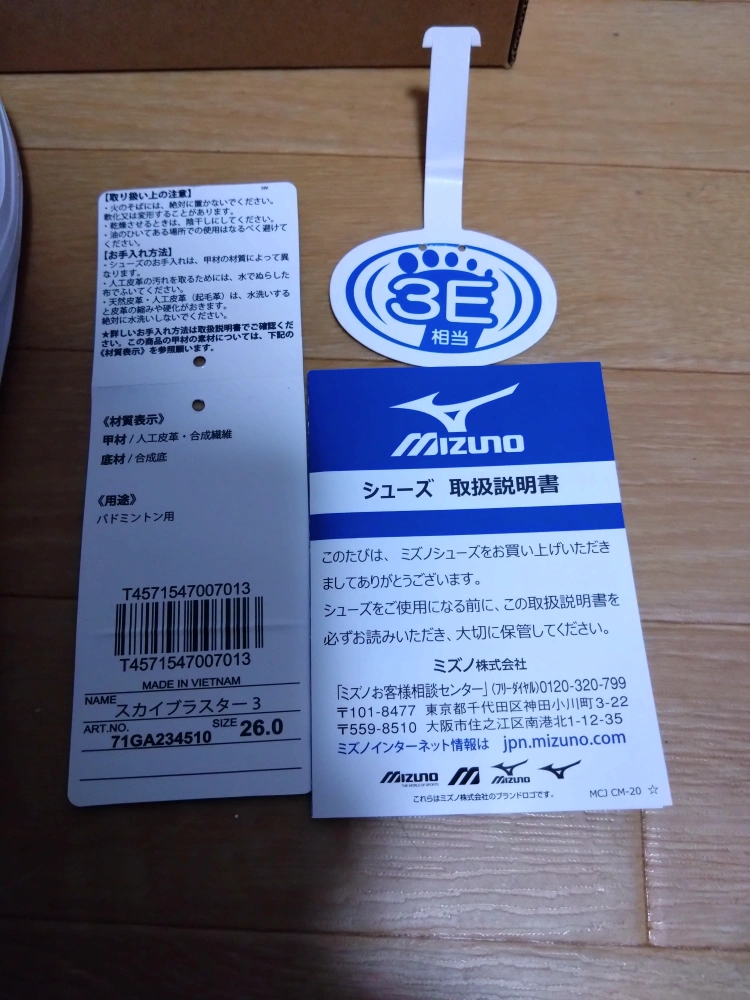 【取り扱い上の注意】
・火のそばには、絶対に置かないでください。
軟化又は変形することがあります。
・乾燥させるときは、陰干しにしてください。
・油のひいてある場所での使用はなるべく避けて
ください。
【お手入れ方法】
・シューズのお手入れは、甲材の材質によって異
なります。
・人工皮革の汚れを取るためには、水でぬらした
布でふいてください。
・天然皮革・人工皮革（起毛革）は、水洗いする
と皮革の縮みや硬化がおきます。
絶対に水洗いしないでください。
★詳しいお手入れ方法は取扱説明書でご確認くだ
さい。この商品の甲材の素材については、下記の
《材質表示》を参照願います。
《材質表示》
甲材 / 人工皮革・合成繊維
底材 / 合成底
《用途》
バドミントン用
T4571547007013
T4571547007013
MADE IN VIETNAM
NAME スカイブラスター 3
ART.NO. 71GA234510 SIZE 26.0
3E
相当
MIZUNO
シューズ 取扱説明書
このたびは、ミズノシューズをお買い上げいただき
ましてありがとうございます。
シューズをご使用になる前に、この取扱説明書を
必ずお読みいただき、大切に保管してください。
ミズノ株式会社
「ミズノお客様相談センター」(フリーダイヤル)0120-320-799
〒101-8477 東京都千代田区神田小川町3-22
〒559-8510 大阪市住之江区南港北1-12-35
ミズノインターネット情報は jpn.mizuno.com
MIZUNO THE WORLD OF SPORTS MIZUNO
これらはミズノ株式会社のブランドロゴです。
MCJ CM-20 ☆